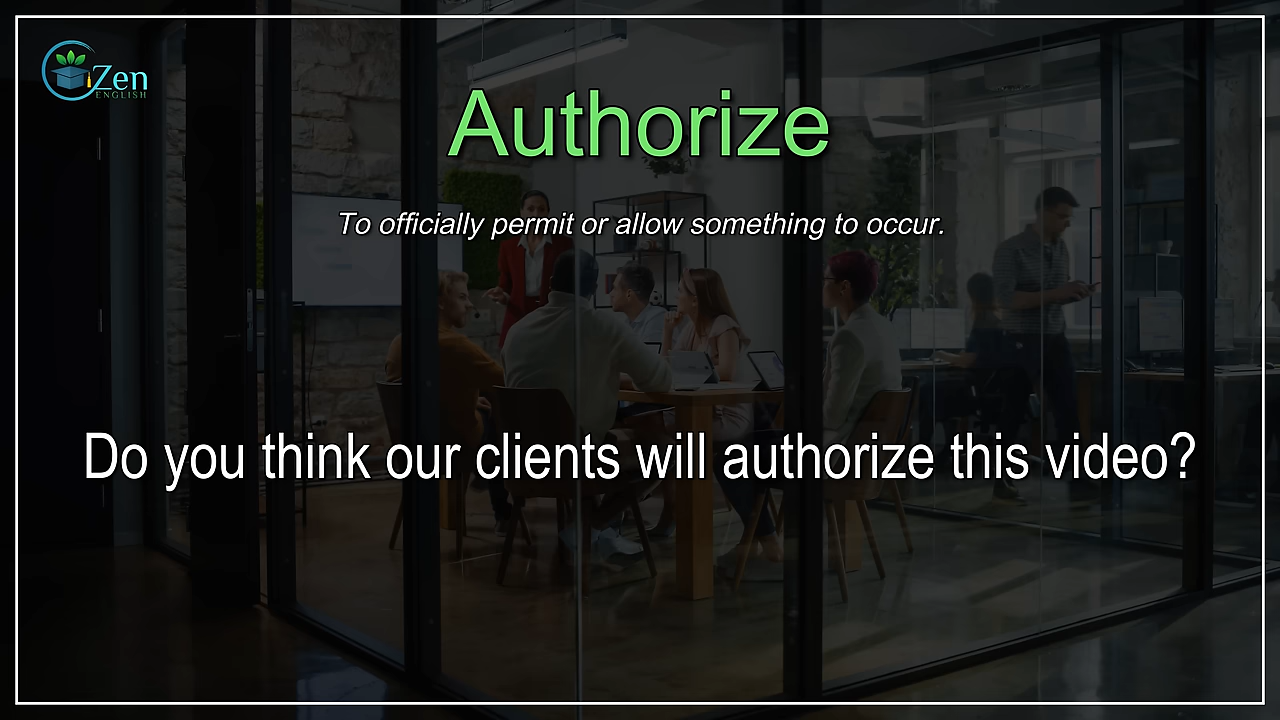 Zen
ENGLISH
Authorize
To officially permit or allow something to occur.
Do you think our clients will authorize this video?